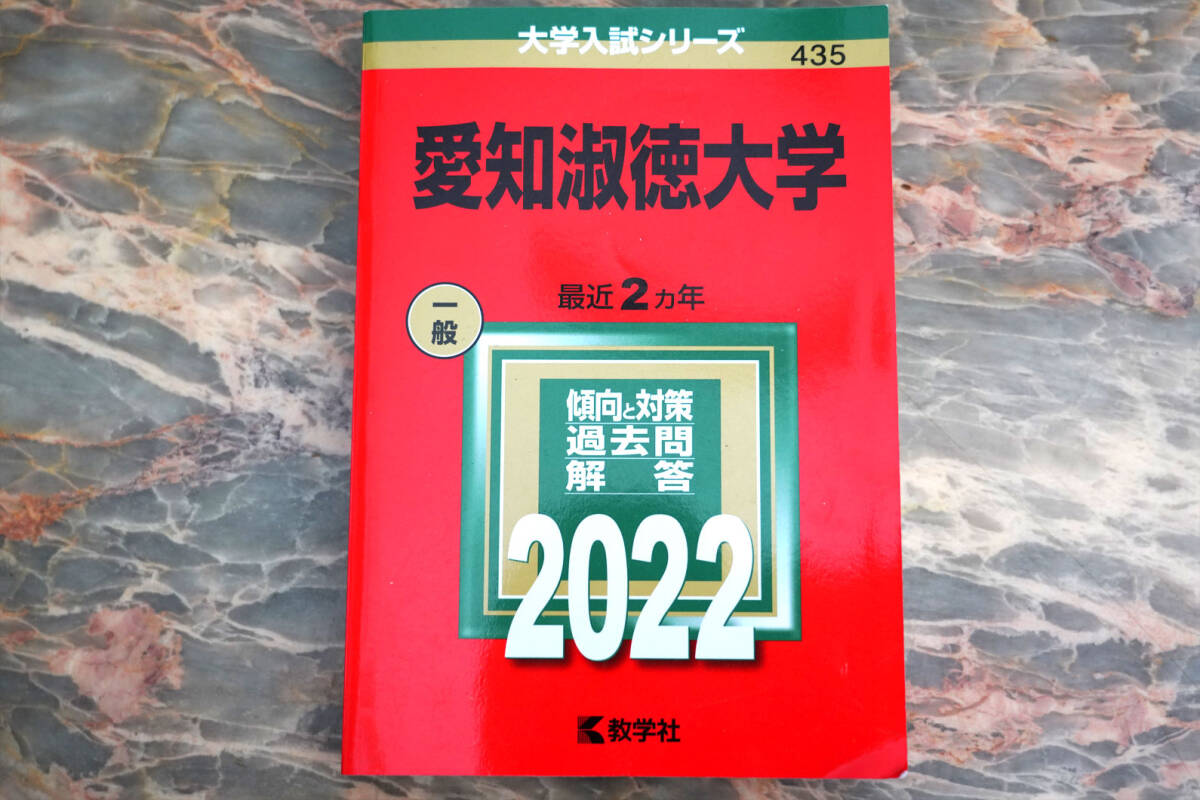 大学入試シリーズ
435
愛知淑徳大学
最近2ヵ年
一般
傾向と対策
過去問
解答
2022
教学社